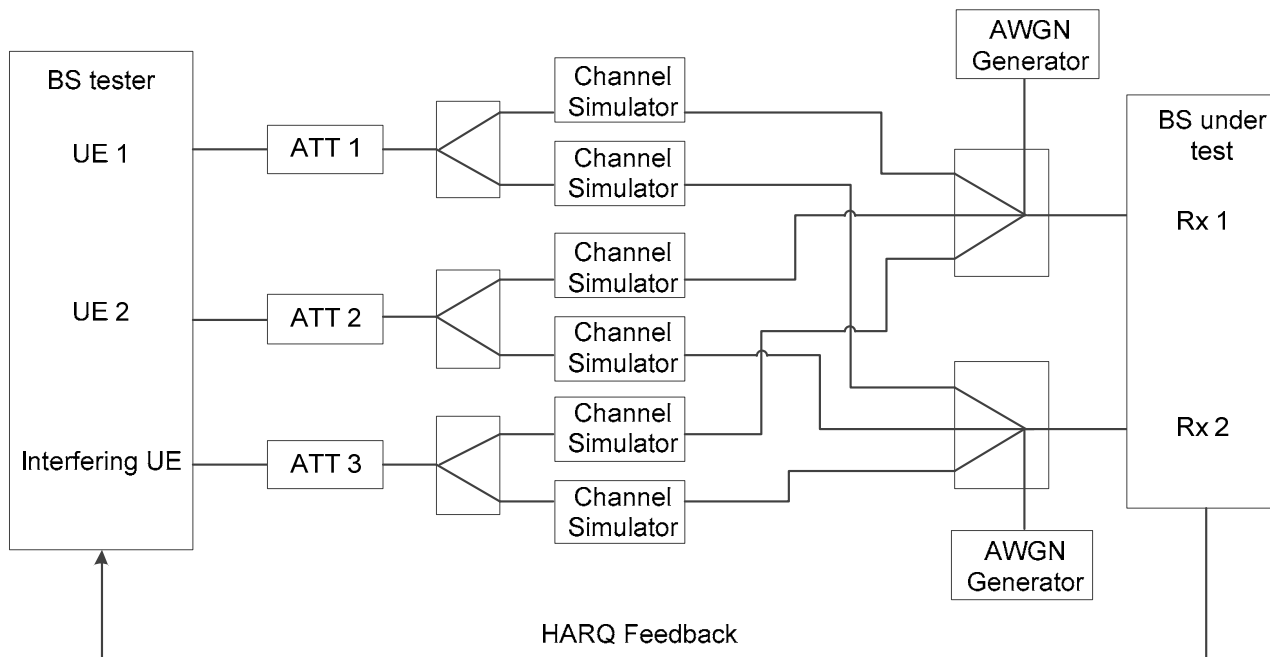 BS tester
UE 1
UE 2
Interfering UE
ATT 1
ATT 2
ATT 3
Channel
Simulator
Channel
Simulator
Channel
Simulator
Channel
Simulator
Channel
Simulator
Channel
Simulator
AWGN
Generator
AWGN
Generator
BS under
test
Rx 1
Rx 2
HARQ Feedback